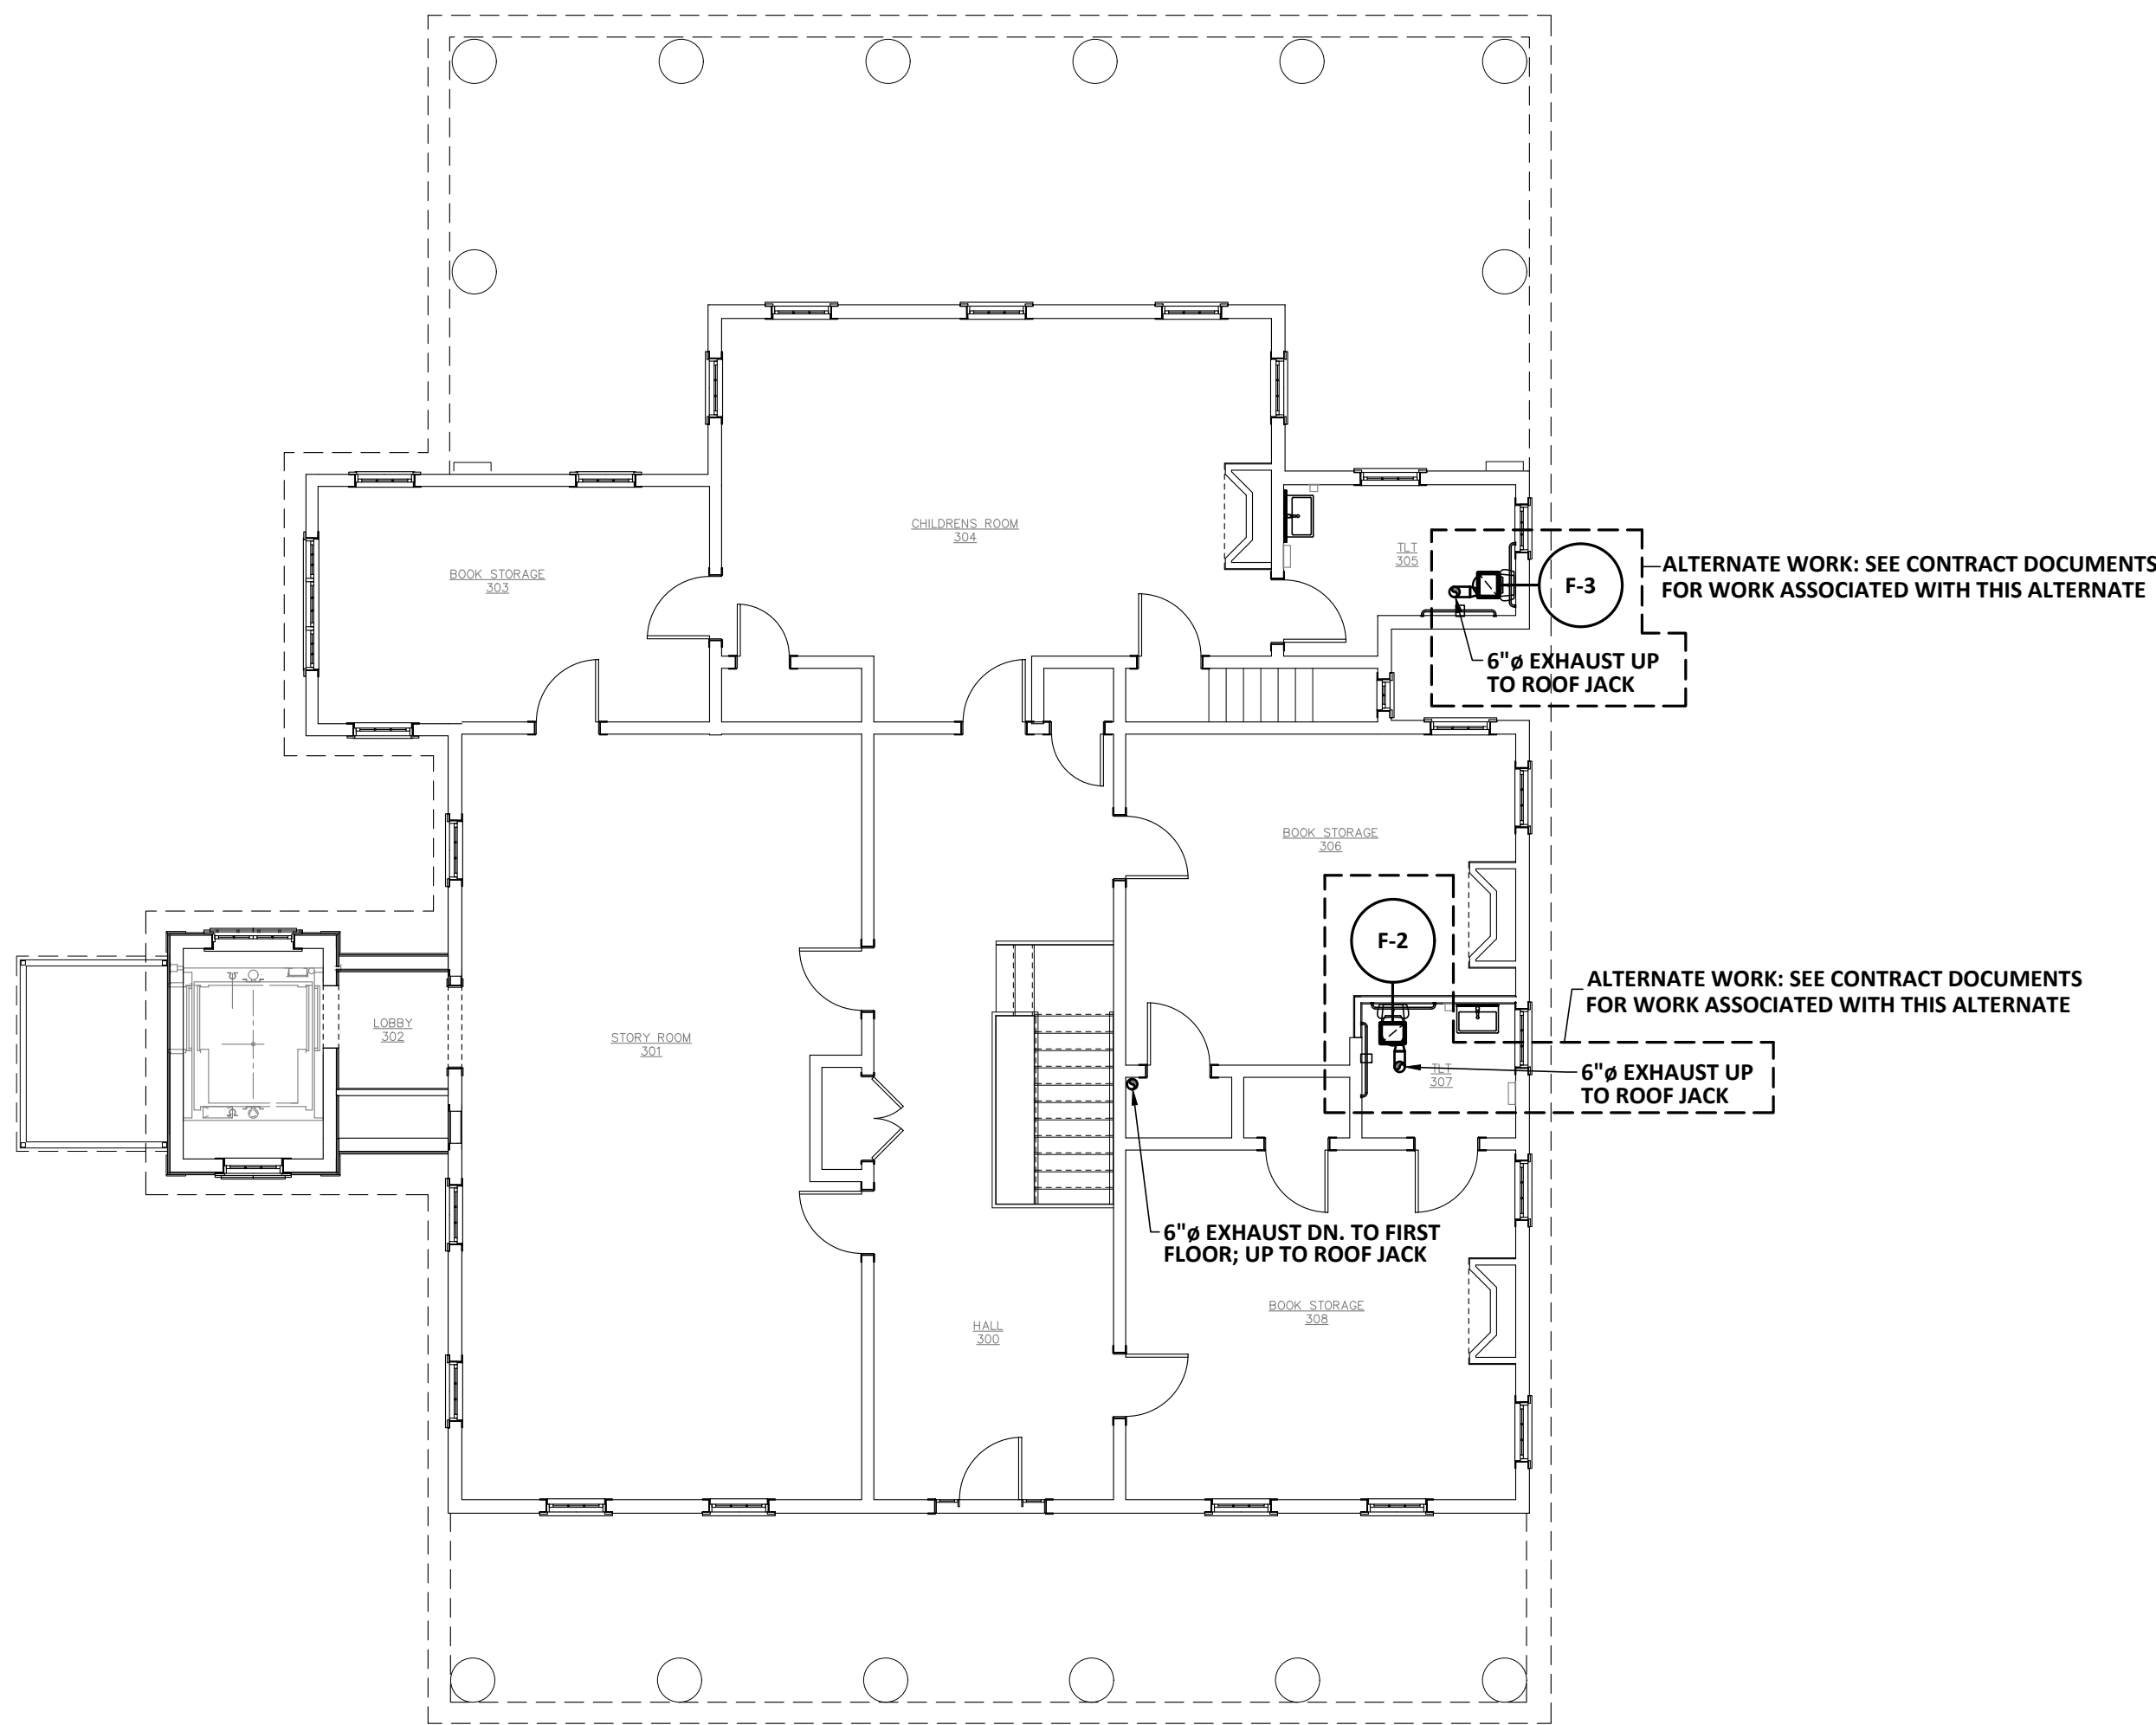 CHILDRENS ROOM
304
BOOK STORAGE
303
TLT
305
F-3
ALTERNATE WORK: SEE CONTRACT DOCUMENTS
FOR WORK ASSOCIATED WITH THIS ALTERNATE
6"ø EXHAUST UP
TO ROOF JACK
BOOK STORAGE
306
F-2
ALTERNATE WORK: SEE CONTRACT DOCUMENTS
FOR WORK ASSOCIATED WITH THIS ALTERNATE
LOBBY
302
STORY ROOM
301
TLT
307
6"ø EXHAUST UP
TO ROOF JACK
6"ø EXHAUST DN. TO FIRST
FLOOR; UP TO ROOF JACK
HALL
300
BOOK STORAGE
308